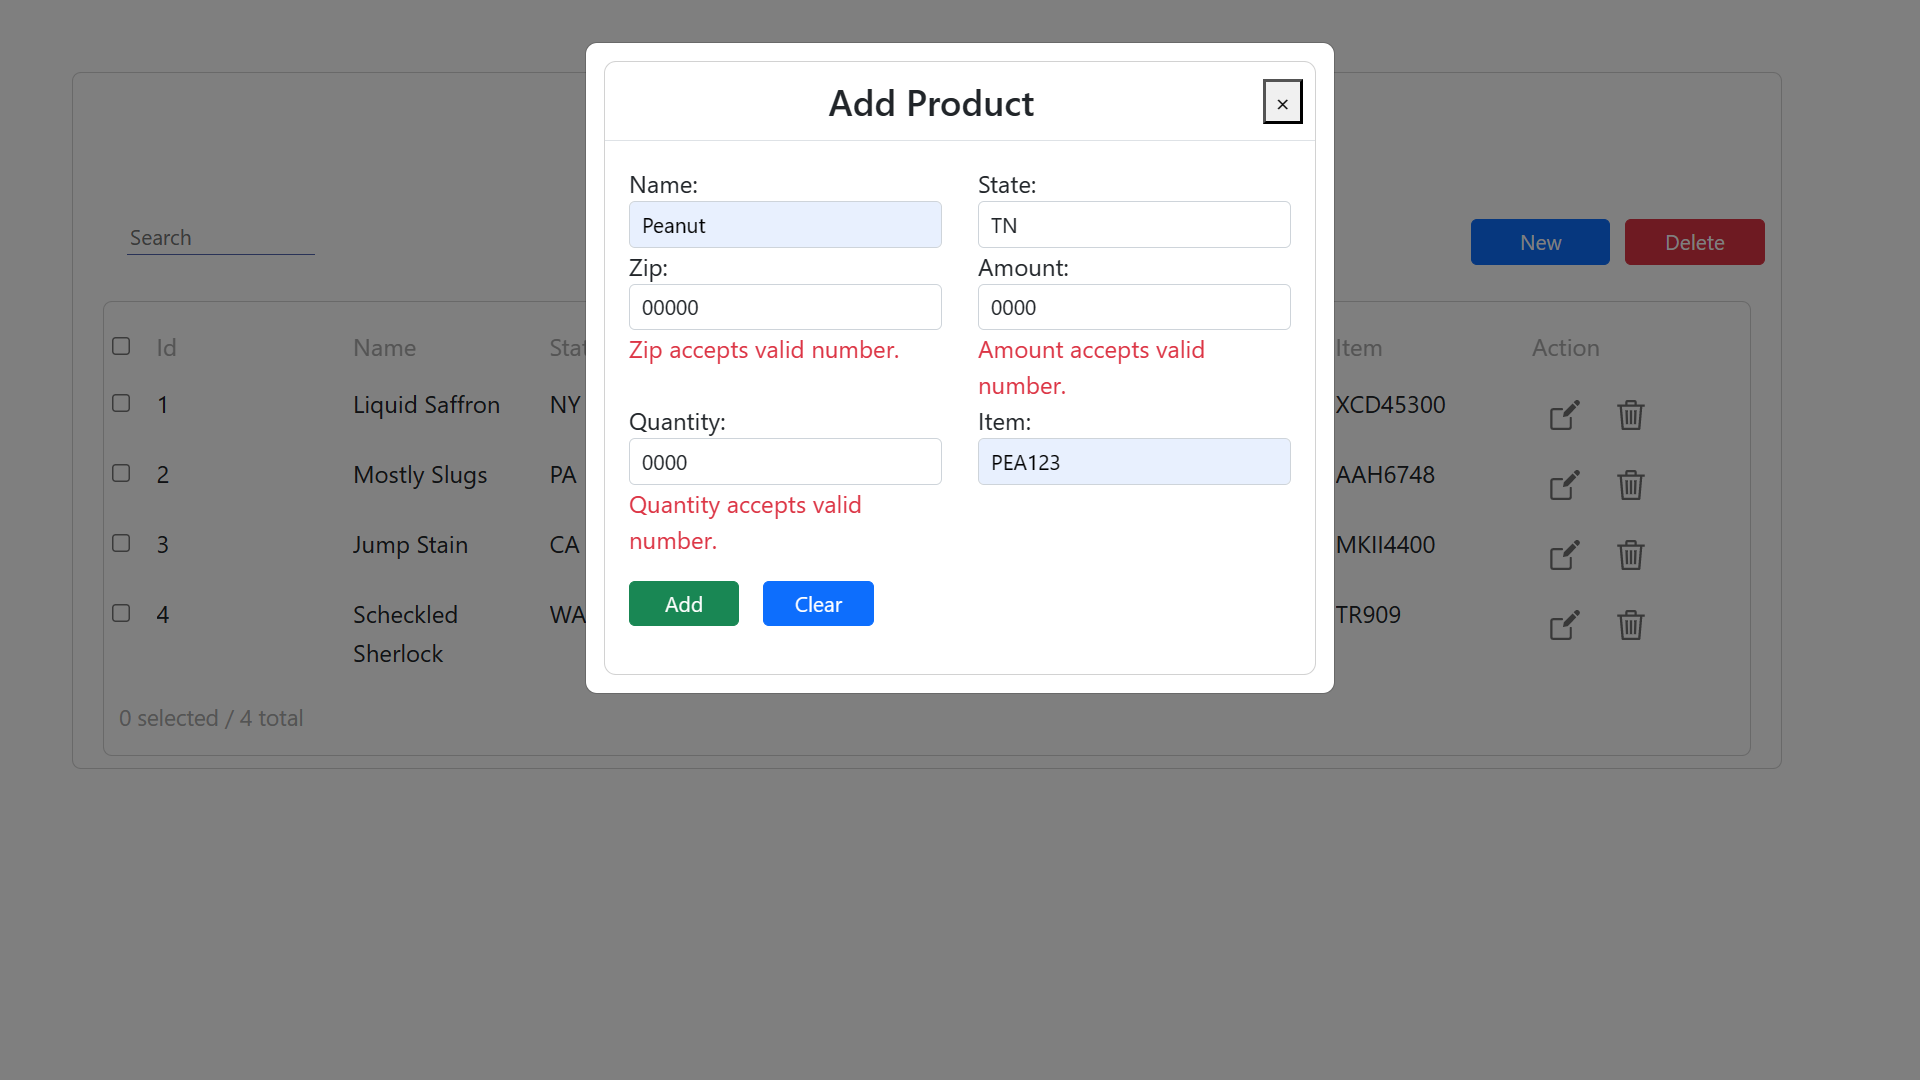 Add Product
×
Name:
State:
Peanut
TN
Zip:
Amount:
00000
0000
Zip accepts valid number.
Amount accepts valid
number.
Quantity:
Item:
0000
PEA123
Quantity accepts valid
number.
Add
Clear
Search
New
Delete
Id
Name
Item
Action
1
Liquid Saffron
NY
XCD45300
2
Mostly Slugs
PA
AAH6748
3
Jump Stain
CA
MKII4400
4
Scheckled
Sherlock
WA
TR909
0 selected / 4 total